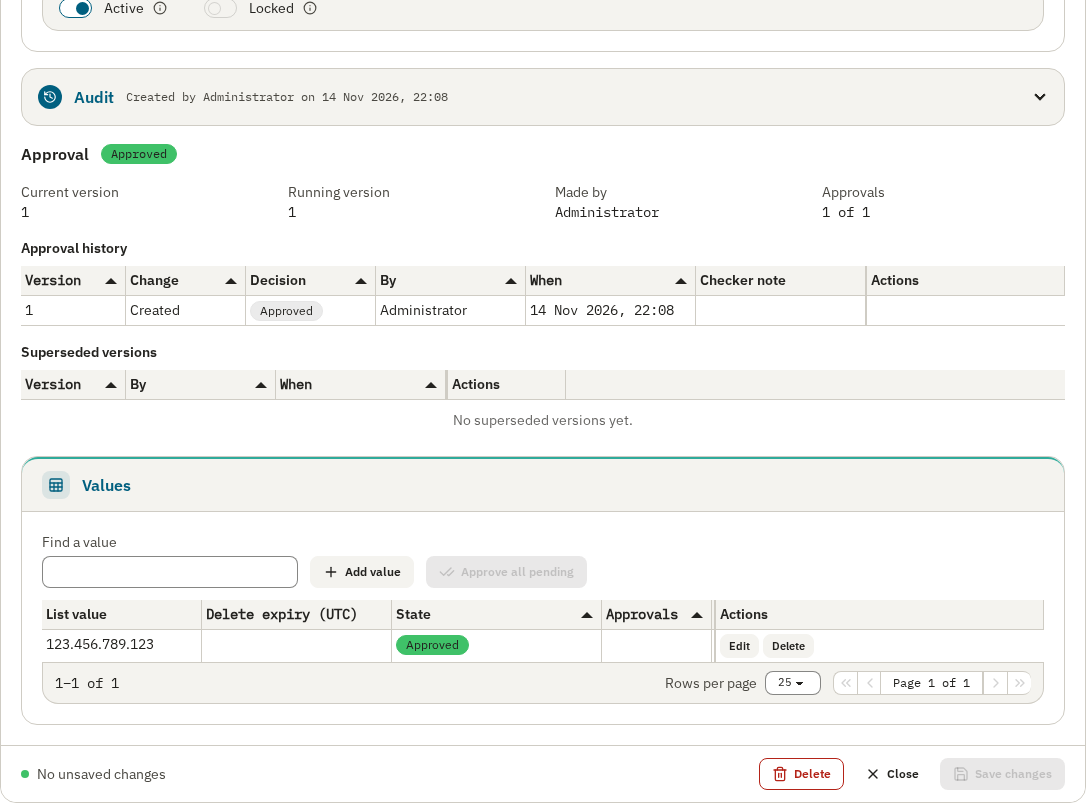 Active Locked
Audit Created by Administrator on 14 Nov 2026, 22:08
Approval Approved
Current version Running version Made by Approvals
1 1 Administrator 1 of 1
Approval history
Version Change Decision By When Checker note Actions
1 Created Approved Administrator 14 Nov 2026, 22:08
Superseded versions
Version By When Actions
No superseded versions yet.
Values
Find a value
Add value Approve all pending
List value Delete expiry (UTC) State Approvals Actions
123.456.789.123 Approved Edit Delete
1–1 of 1 Rows per page 25 Page 1 of 1
No unsaved changes Delete Close Save changes